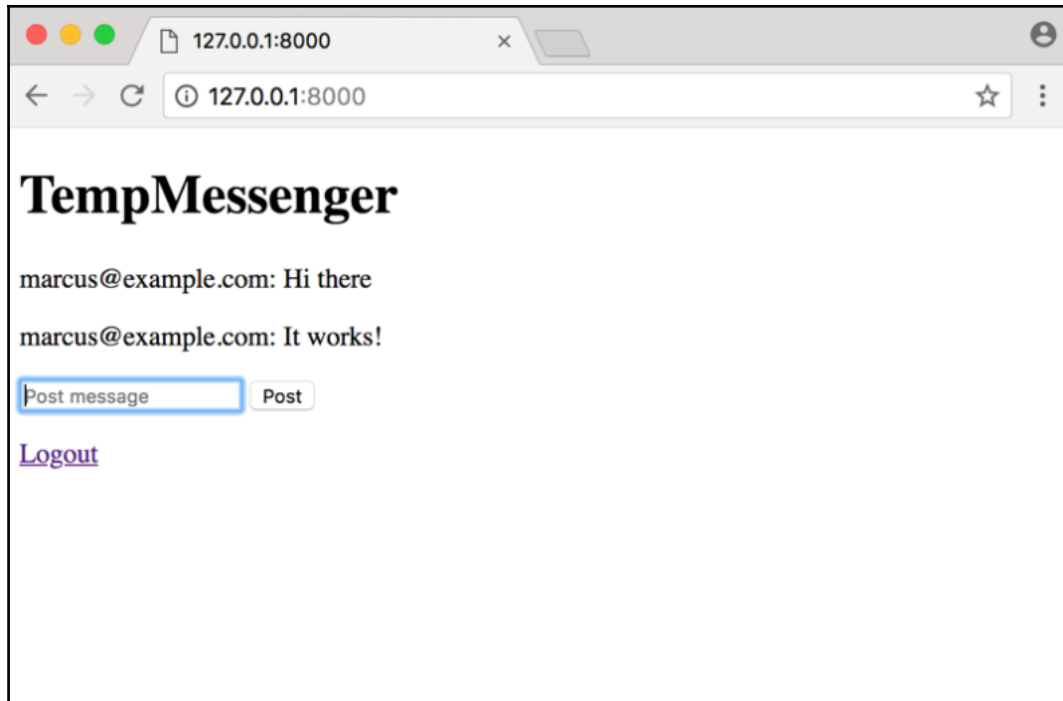 127.0.0.1:8000
127.0.0.1:8000
TempMessenger
marcus@example.com: Hi there
marcus@example.com: It works!
Post message Post
Logout